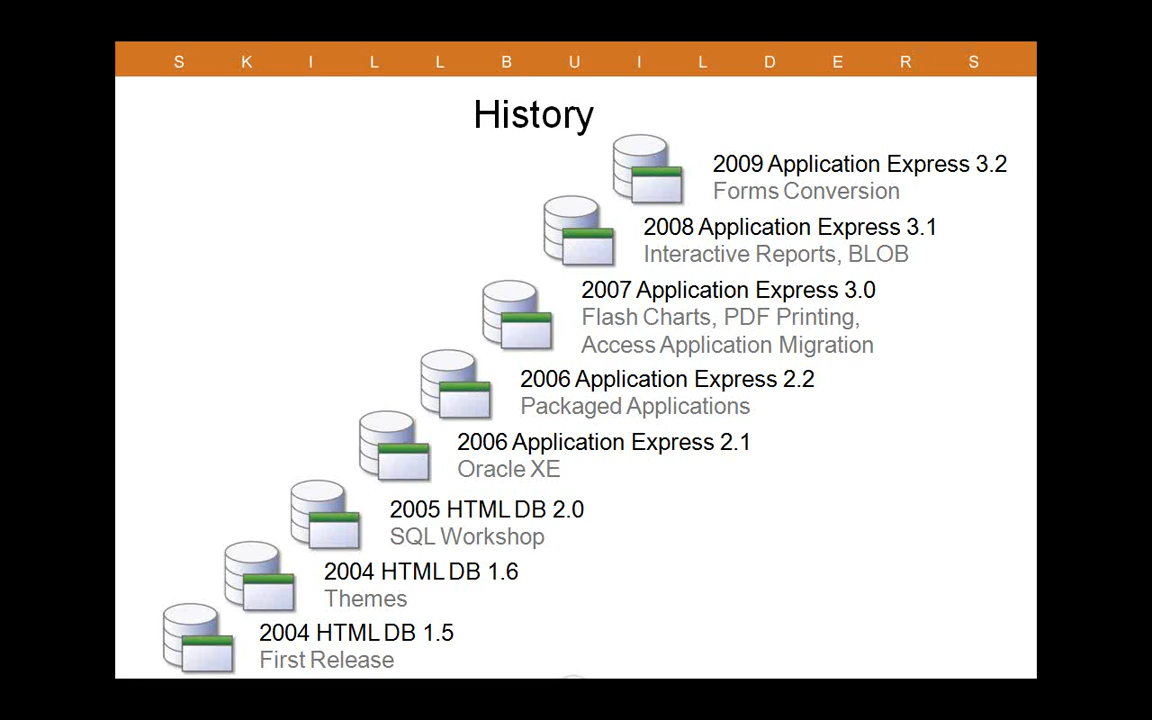 SKILLBUILDERS
History
2009 Application Express 3.2
Forms Conversion
2008 Application Express 3.1
Interactive Reports, BLOB
2007 Application Express 3.0
Flash Charts, PDF Printing,
Access Application Migration
2006 Application Express 2.2
Packaged Applications
2006 Application Express 2.1
Oracle XE
2005 HTML DB 2.0
SQL Workshop
2004 HTML DB 1.6
Themes
2004 HTML DB 1.5
First Release